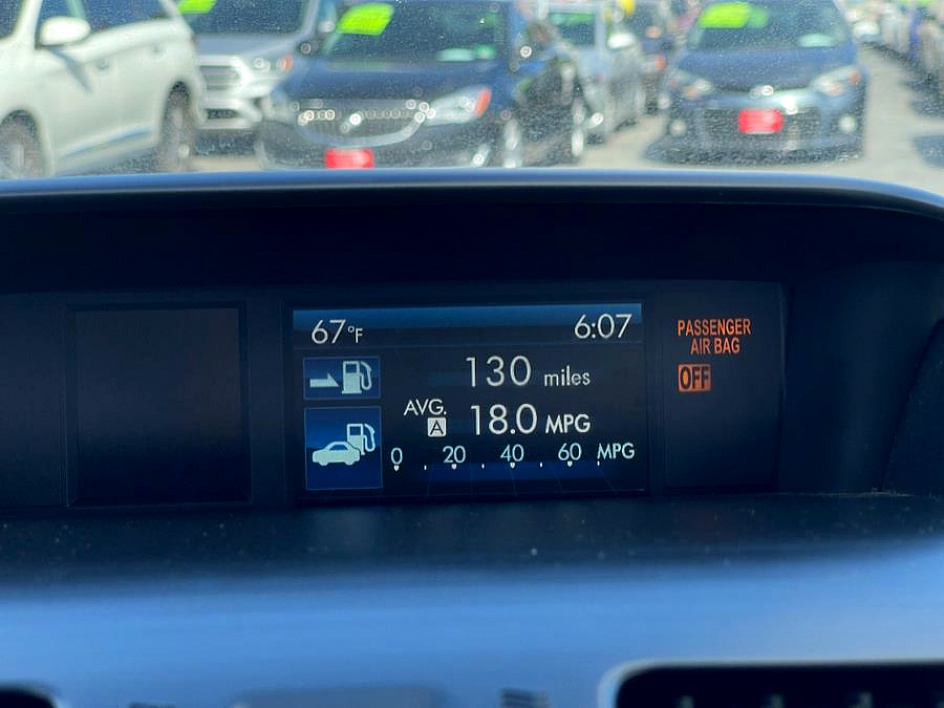 67°F 6:07
130 miles
AVG. A 18.0 MPG
0 20 40 60 MPG
PASSENGER
AIR BAG
OFF